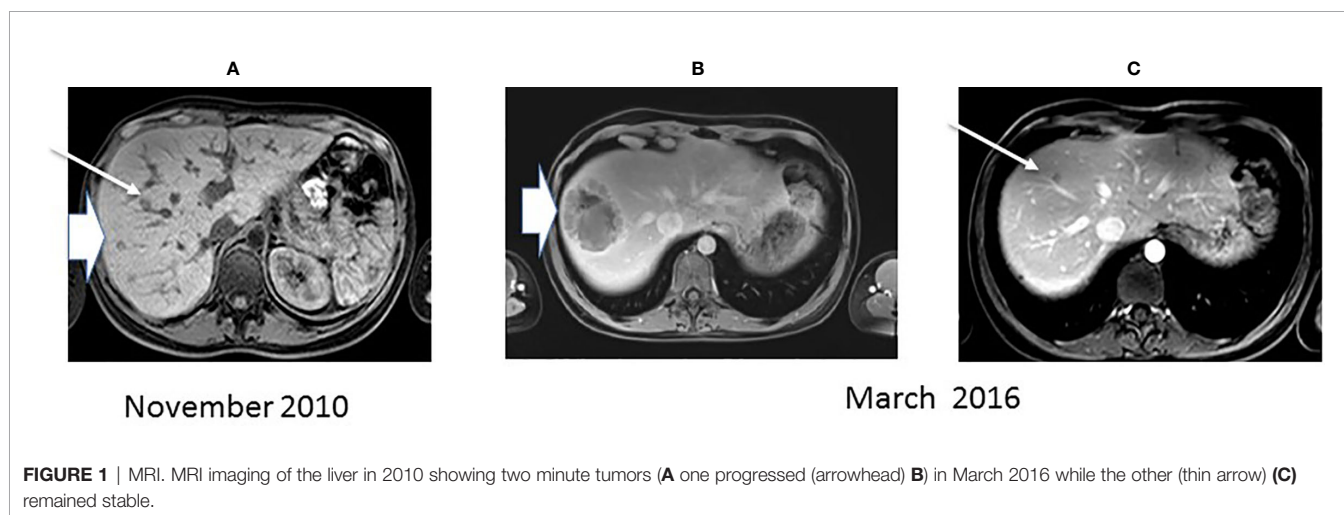 A
B
C
November 2010
March 2016
FIGURE 1 | MRI. MRI imaging of the liver in 2010 showing two minute tumors (A one progressed (arrowhead) B) in March 2016 while the other (thin arrow) (C)
remained stable.